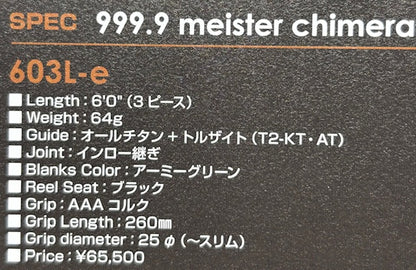 SPEC 999.9 meister chimera
603L-e
■Length：6'0"（3ピース）
■Weight：64g
■Guide：オールチタン＋トルザイト（T2-KT・AT）
■Joint：インロー継ぎ
■Blanks Color：アーミーグリーン
■Reel Seat：ブラック
■Grip：AAA コルク
■Grip Length：260㎜
■Grip diameter：25 φ（～スリム）
■Price：¥65,500